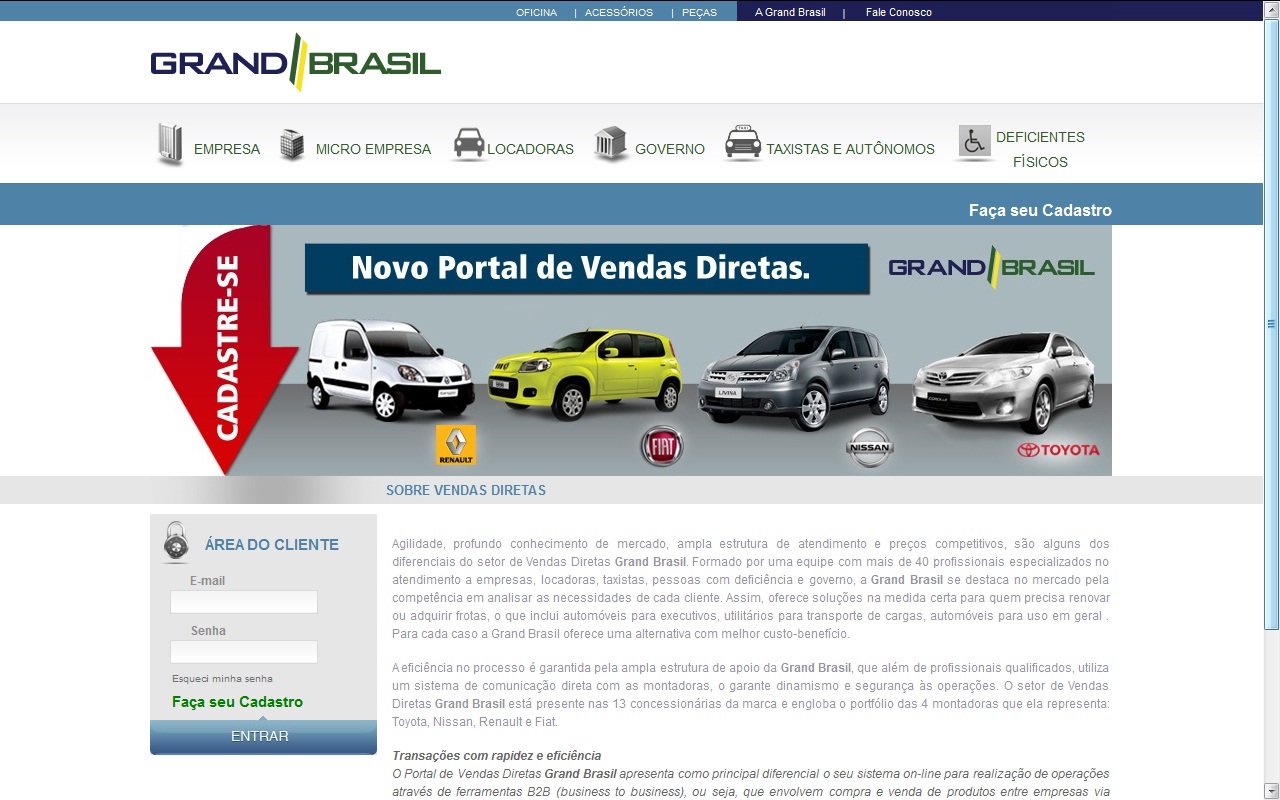 OFICINA | ACESSÓRIOS | PEÇAS A Grand Brasil | Fale Conosco
GRAND BRASIL
EMPRESA MICRO EMPRESA LOCADORAS GOVERNO TAXISTAS E AUTÔNOMOS DEFICIENTES
FÍSICOS
Faça seu Cadastro
CADASTRE-SE
Novo Portal de Vendas Diretas.
GRAND BRASIL
LIVINA
COROLLA
RENAULT
FIAT
NISSAN
TOYOTA
SOBRE VENDAS DIRETAS
ÁREA DO CLIENTE
E-mail
Senha
Esqueci minha senha
Faça seu Cadastro
ENTRAR
Agilidade, profundo conhecimento de mercado, ampla estrutura de atendimento e preços competitivos, são alguns dos
diferenciais do setor de Vendas Diretas Grand Brasil. Formado por uma equipe com mais de 40 profissionais especializados no
atendimento a empresas, locadoras, taxistas, pessoas com deficiência e governo, a Grand Brasil se destaca no mercado pela
competência em analisar as necessidades de cada cliente. Assim, oferece soluções na medida certa para quem precisa renovar
ou adquirir frotas, o que inclui automóveis para executivos, utilitários para transporte de cargas, automóveis para uso em geral .
Para cada caso a Grand Brasil oferece uma alternativa com melhor custo-benefício.
A eficiência no processo é garantida pela ampla estrutura de apoio da Grand Brasil, que além de profissionais qualificados, utiliza
um sistema de comunicação direta com as montadoras, o garante dinamismo e segurança às operações. O setor de Vendas
Diretas Grand Brasil está presente nas 13 concessionárias da marca e engloba o portfólio das 4 montadoras que ela representa:
Toyota, Nissan, Renault e Fiat.
Transações com rapidez e eficiência
O Portal de Vendas Diretas Grand Brasil apresenta como principal diferencial o seu sistema on-line para realização de operações
através de ferramentas B2B (business to business), ou seja, que envolvem compra e venda de produtos entre empresas via